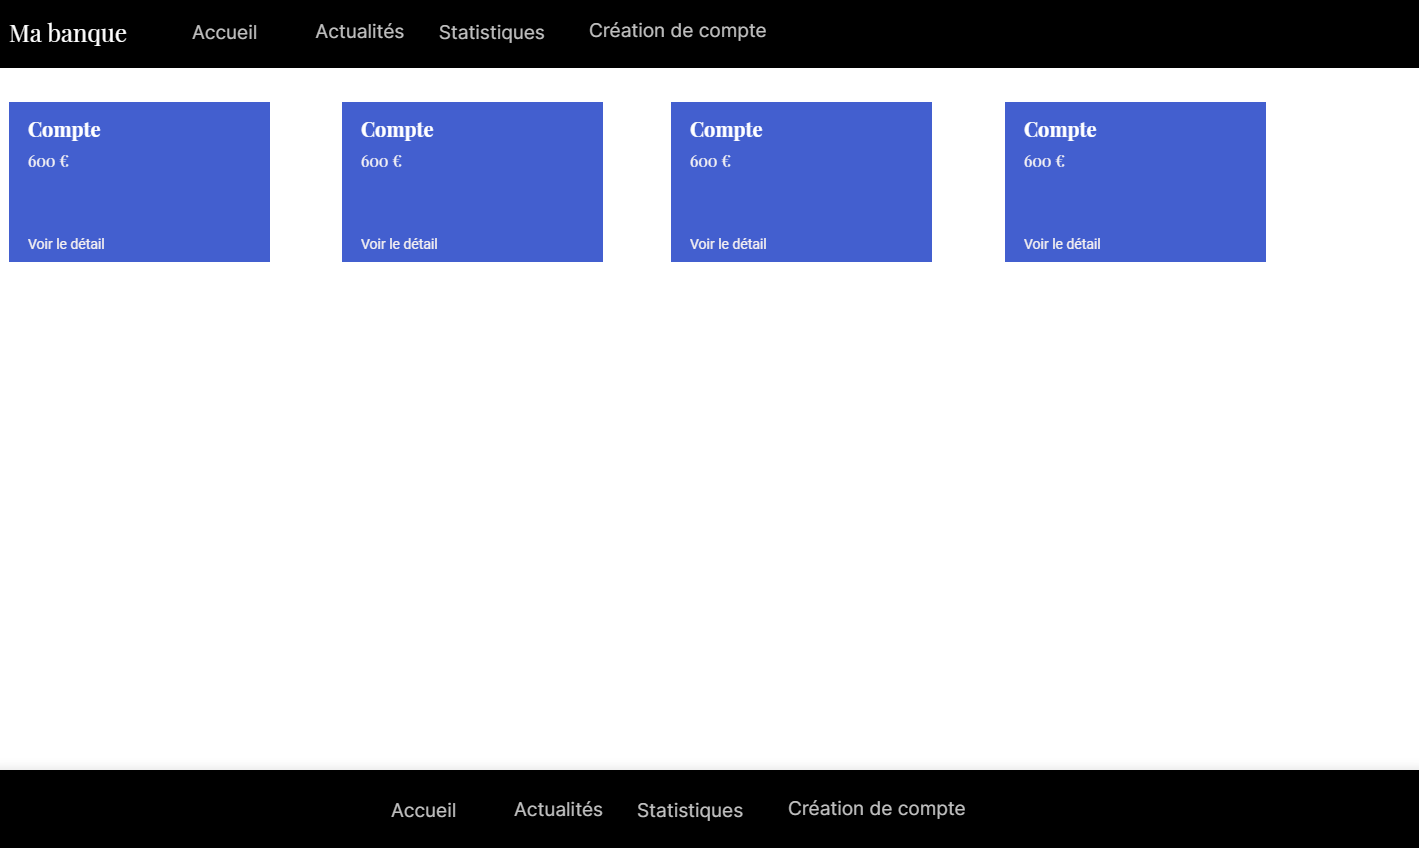 Ma banque Accueil Actualités Statistiques Création de compte
Compte
600 €
Voir le détail
Compte
600 €
Voir le détail
Compte
600 €
Voir le détail
Compte
600 €
Voir le détail
Accueil Actualités Statistiques Création de compte